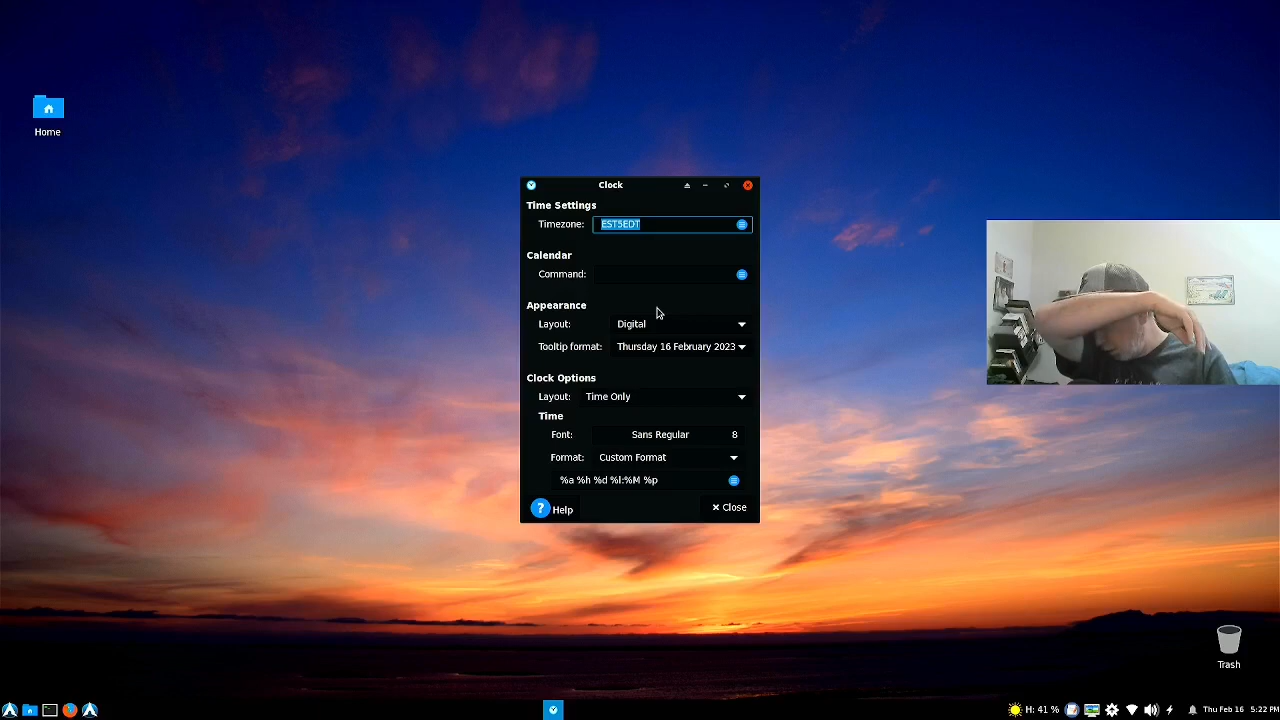 Home
Clock
Time Settings
Timezone: EST5EDT
Calendar
Command:
Appearance
Layout: Digital
Tooltip format: Thursday 16 February 2023
Clock Options
Layout: Time Only
Time
Font: Sans Regular 8
Format: Custom Format
%a %h %d %l:%M %p
? Help
Close
Trash
H: 41 %
Thu Feb 16 5:22 PM